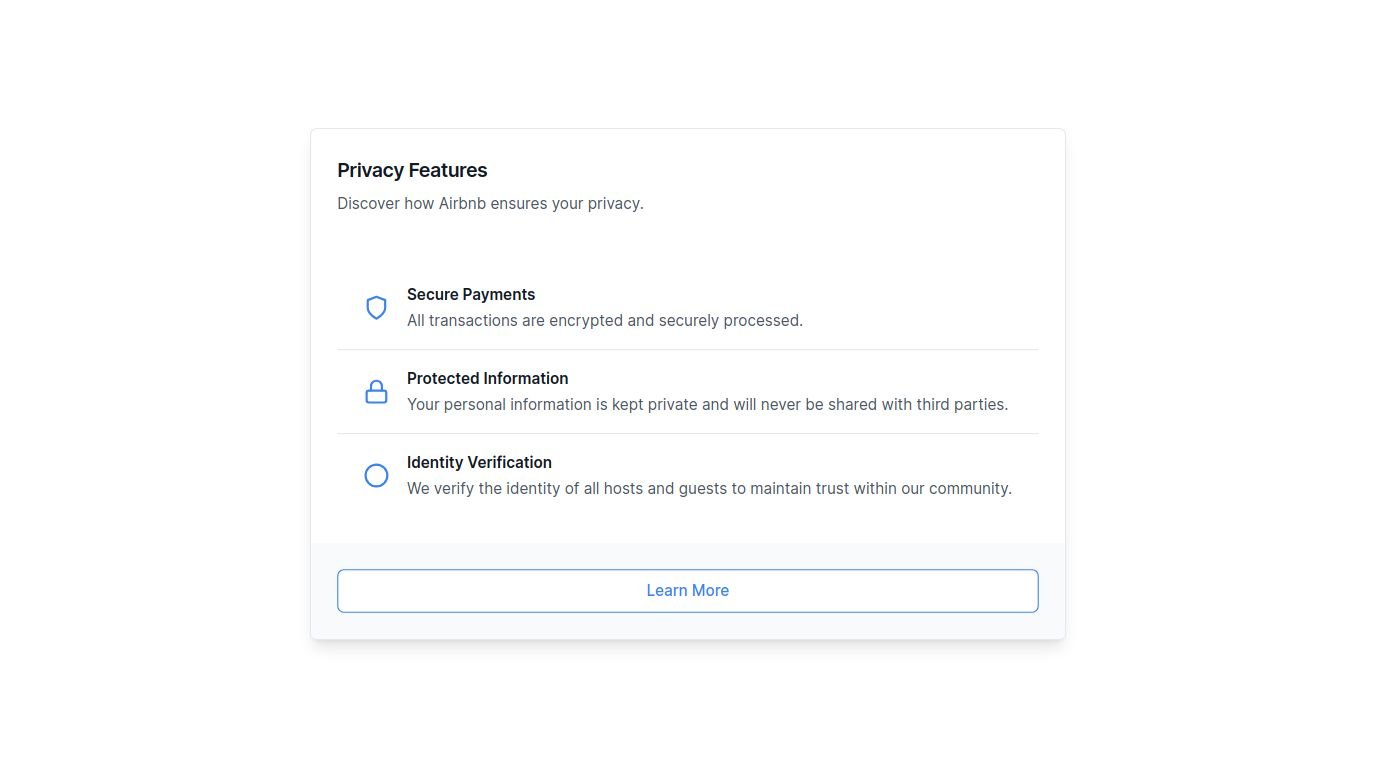 Privacy Features
Discover how Airbnb ensures your privacy.
Secure Payments
All transactions are encrypted and securely processed.
Protected Information
Your personal information is kept private and will never be shared with third parties.
Identity Verification
We verify the identity of all hosts and guests to maintain trust within our community.
Learn More